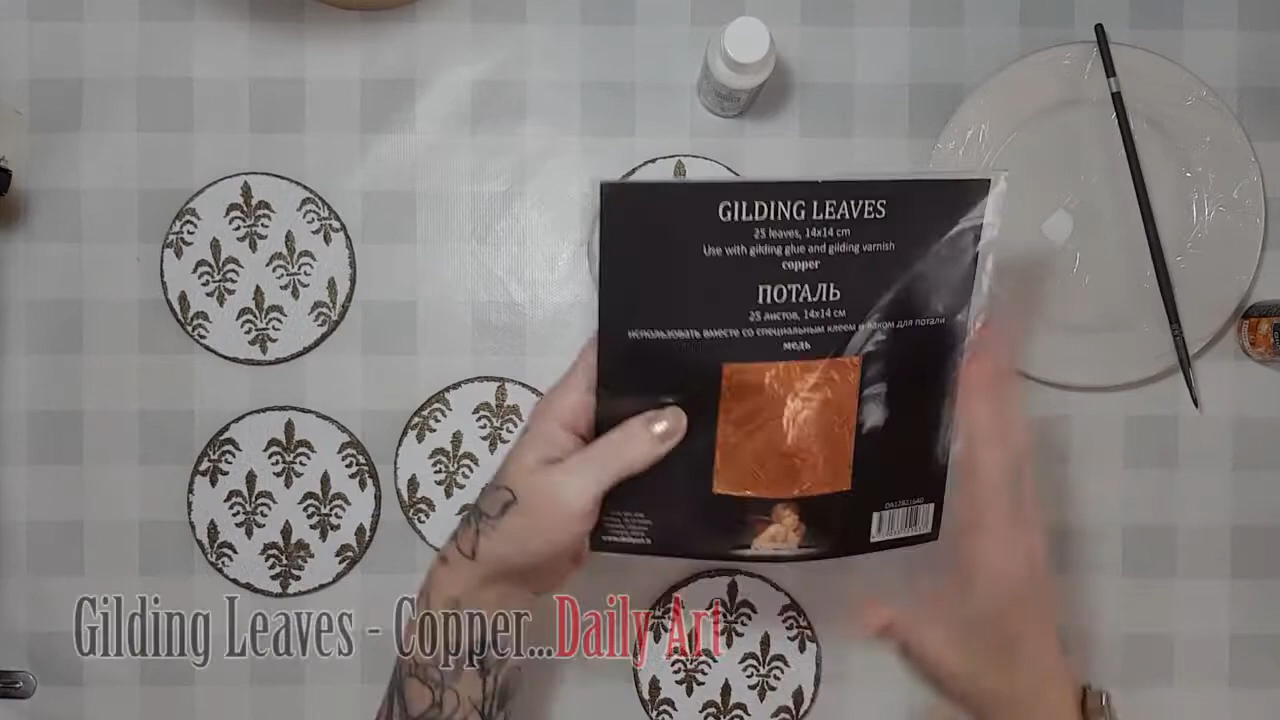 GILDING LEAVES
25 leaves, 14x14 cm
Use with gilding glue and gilding varnish
copper
ПОТАЛЬ
25 листов, 14x14 см
использовать вместе со специальным клеем и лаком для потали
медь
Gilding Leaves - Copper...Daily Art